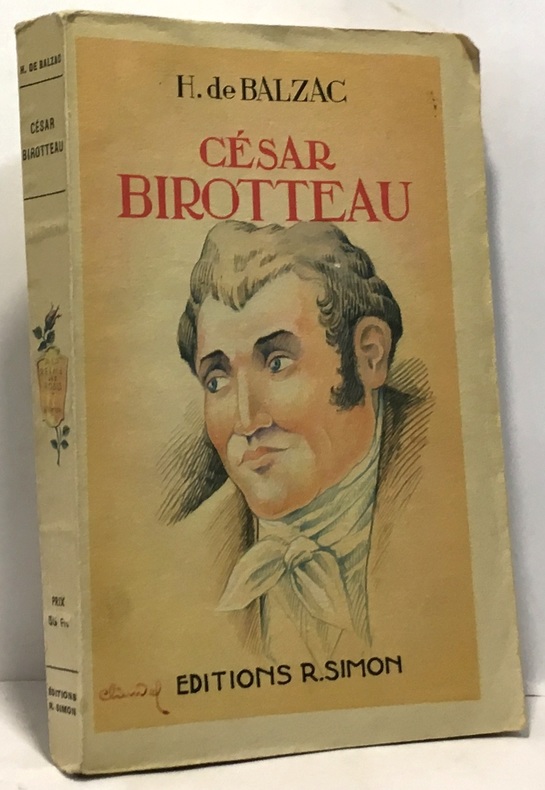 H. de BALZAC
CÉSAR
BIROTTEAU
EDITIONS R. SIMON
H. DE BALZAC
CÉSAR
BIROTTEAU
PRIX
EDITIONS
R. SIMON